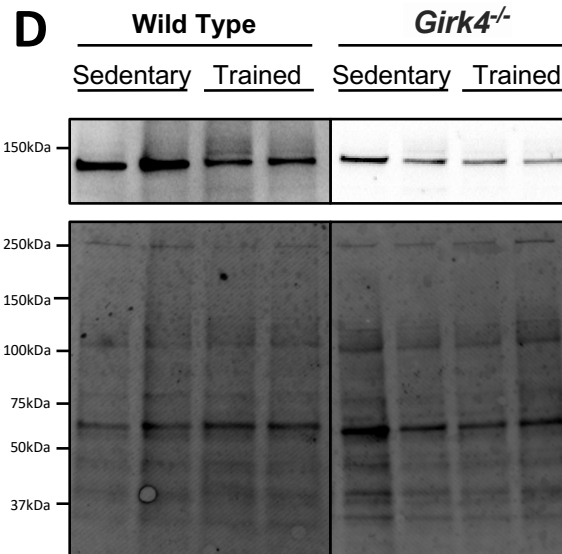 D
Wild Type Girk4-/-
Sedentary Trained Sedentary Trained
150kDa
250kDa
150kDa
100kDa
75kDa
50kDa
37kDa